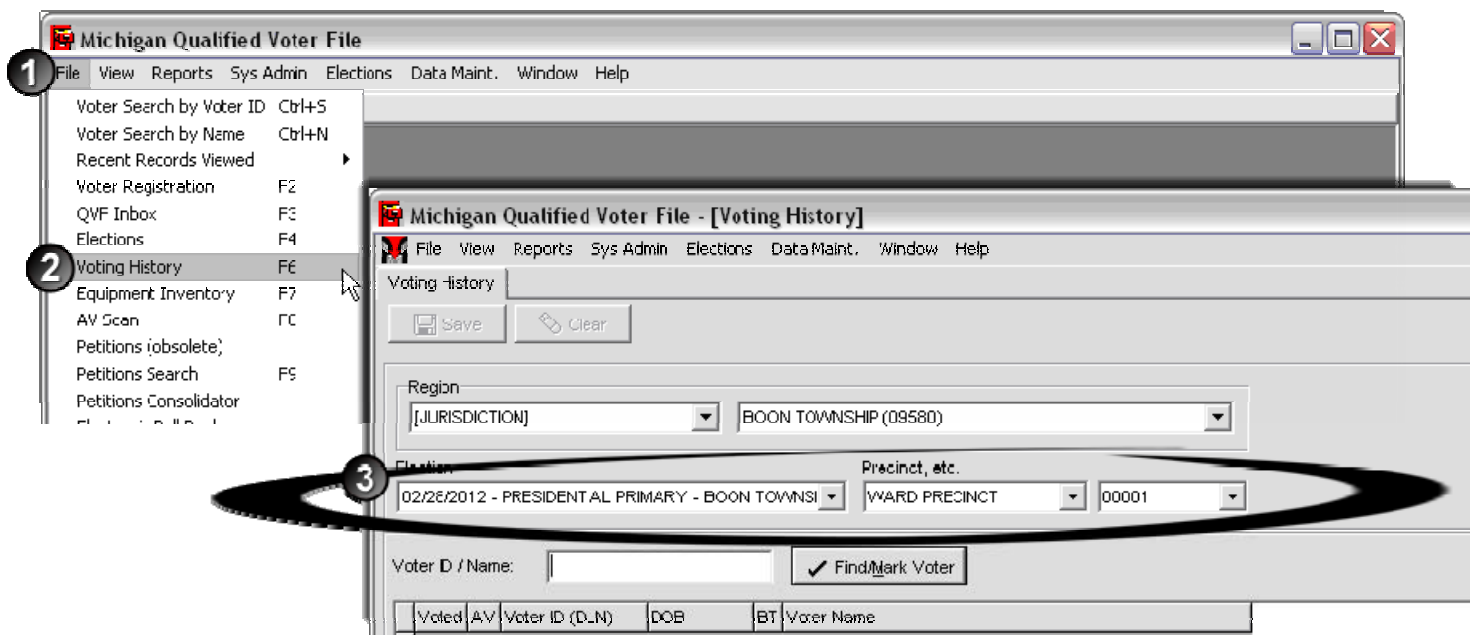 Michigan Qualified Voter File
1
File View Reports Sys Admin Elections Data Maint. Window Help
Voter Search by Voter ID Ctrl+S
Voter Search by Name Ctrl+N
Recent Records Viewed
Voter Registration F2
QVF Inbox F3
Elections F4
2
Voting History F6
Equipment Inventory F7
AV Scan
Petitions (obsolete)
Petitions Search F9
Petitions Consolidator
Michigan Qualified Voter File - [Voting History]
File View Reports Sys Admin Elections Data Maint. Window Help
Voting History
Save Clear
Region
[JURISDICTION] BOON TOWNSHIP (09580)
3
Election Precinct, etc.
02/28/2012 - PRESIDENTIAL PRIMARY - BOON TOWNSI WARD PRECINCT 00001
Voter ID / Name: Find/Mark Voter
Voted AV Voter ID (DLN) DOB BT Voter Name